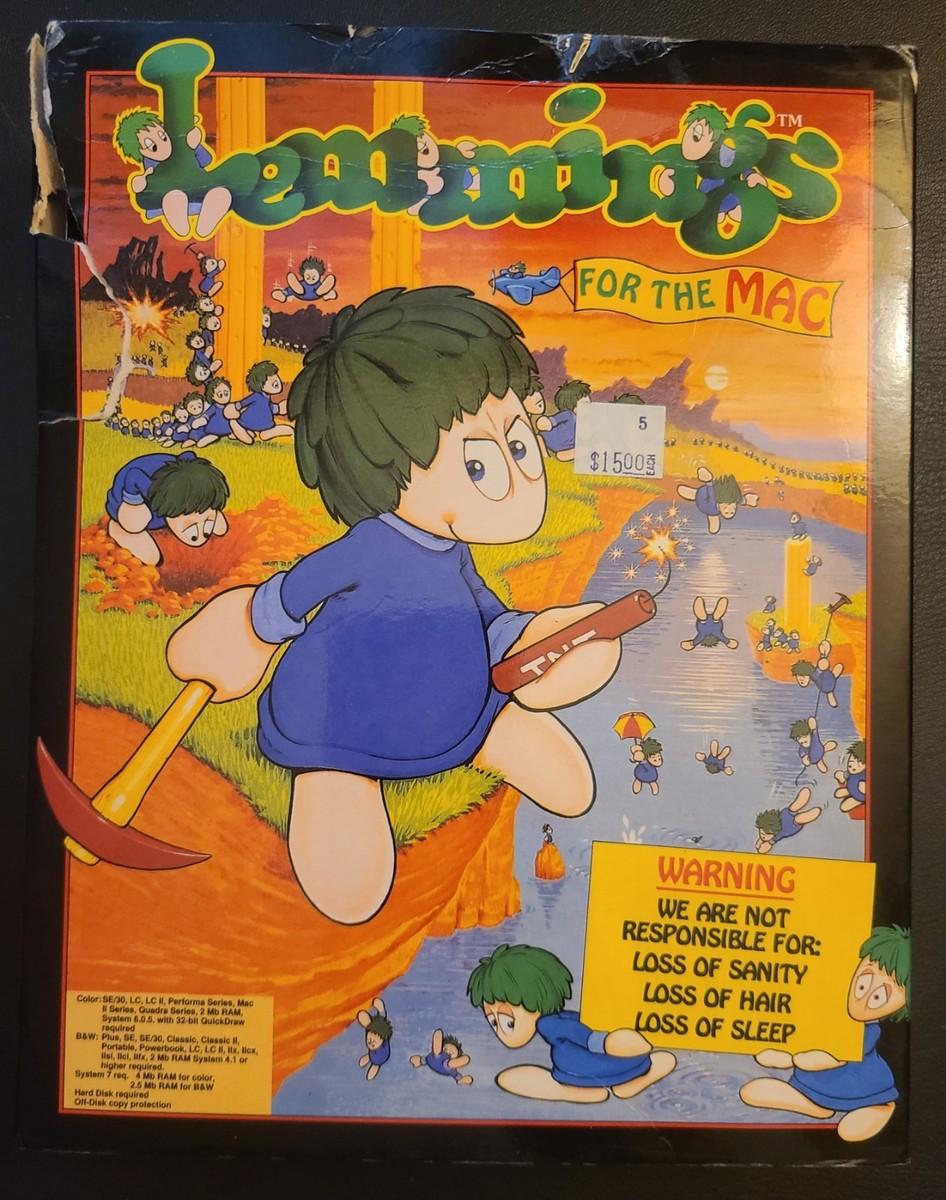 Lemmings™
FOR THE MAC
5
$15.00 EACH
TNT
WARNING
WE ARE NOT
RESPONSIBLE FOR:
LOSS OF SANITY
LOSS OF HAIR
LOSS OF SLEEP
Color: SE/30, LC, LC II, Performa Series, Mac
II Series, Quadra Series, 2 Mb RAM,
System 6.0.5. with 32-bit QuickDraw
required
B&W: Plus, SE, SE/30, Classic, Classic II,
Portable, Powerbook, LC, LC II, IIx, IIcx,
IIsi, IIci, IIfx, 2 Mb RAM System 4.1 or
higher required.
System 7 req. 4 Mb RAM for color,
2.5 Mb RAM for B&W
Hard Disk required
Off-Disk copy protection